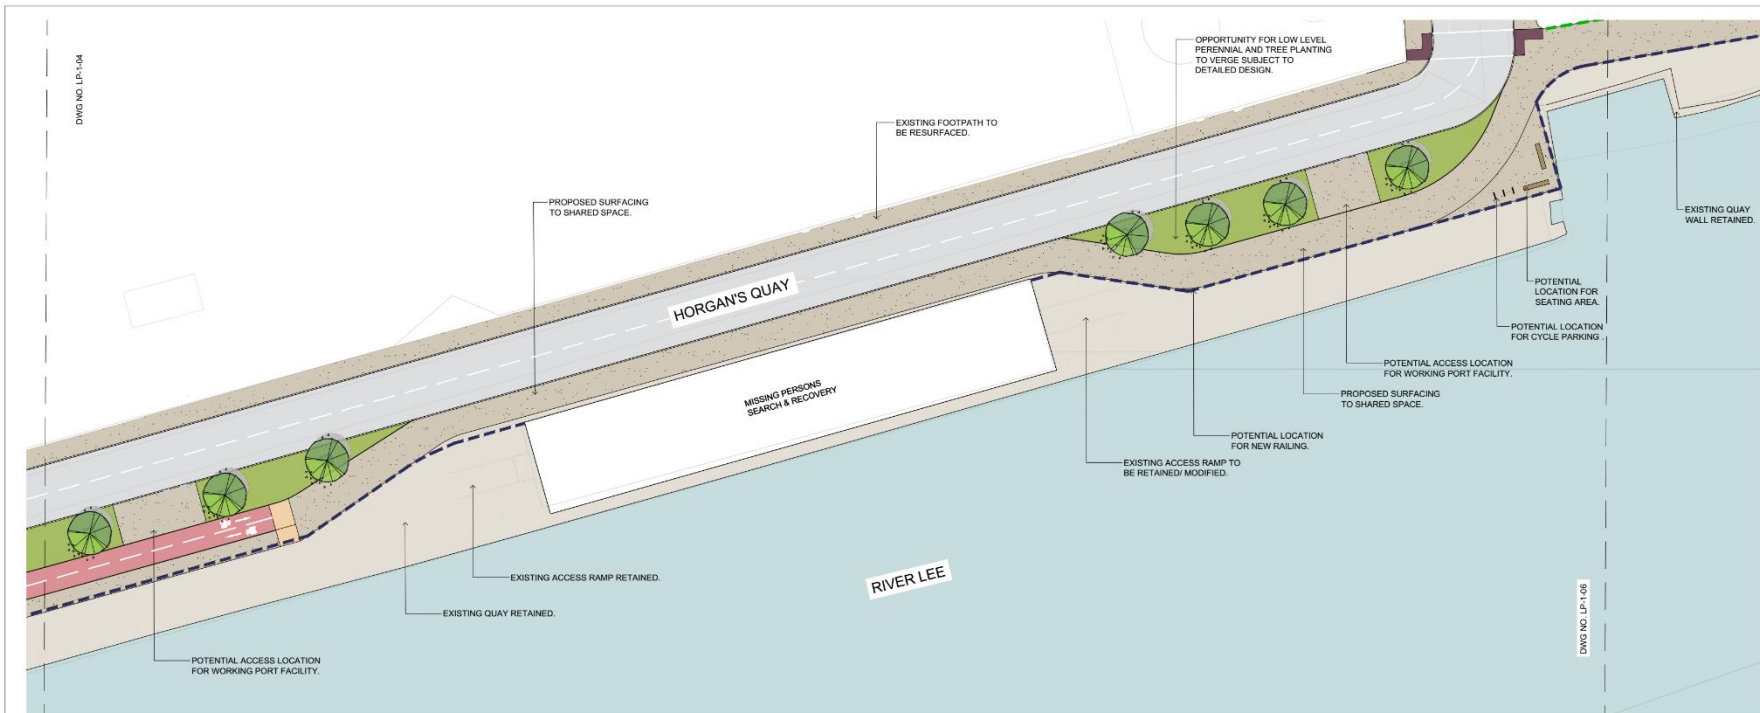 DWG NO. LP-1-04
OPPORTUNITY FOR LOW LEVEL
PERENNIAL AND TREE PLANTING
TO VERGE SUBJECT TO
DETAILED DESIGN.
EXISTING FOOTPATH TO
BE RESURFACED.
PROPOSED SURFACING
TO SHARED SPACE.
EXISTING QUAY
WALL RETAINED.
HORGAN'S QUAY
POTENTIAL
LOCATION FOR
SEATING AREA.
POTENTIAL LOCATION
FOR CYCLE PARKING .
POTENTIAL ACCESS LOCATION
FOR WORKING PORT FACILITY.
MISSING PERSONS
SEARCH & RECOVERY
PROPOSED SURFACING
TO SHARED SPACE.
POTENTIAL LOCATION
FOR NEW RAILING.
EXISTING ACCESS RAMP TO
BE RETAINED/ MODIFIED.
EXISTING ACCESS RAMP RETAINED.
RIVER LEE
EXISTING QUAY RETAINED.
POTENTIAL ACCESS LOCATION
FOR WORKING PORT FACILITY.
DWG NO. LP-1-06